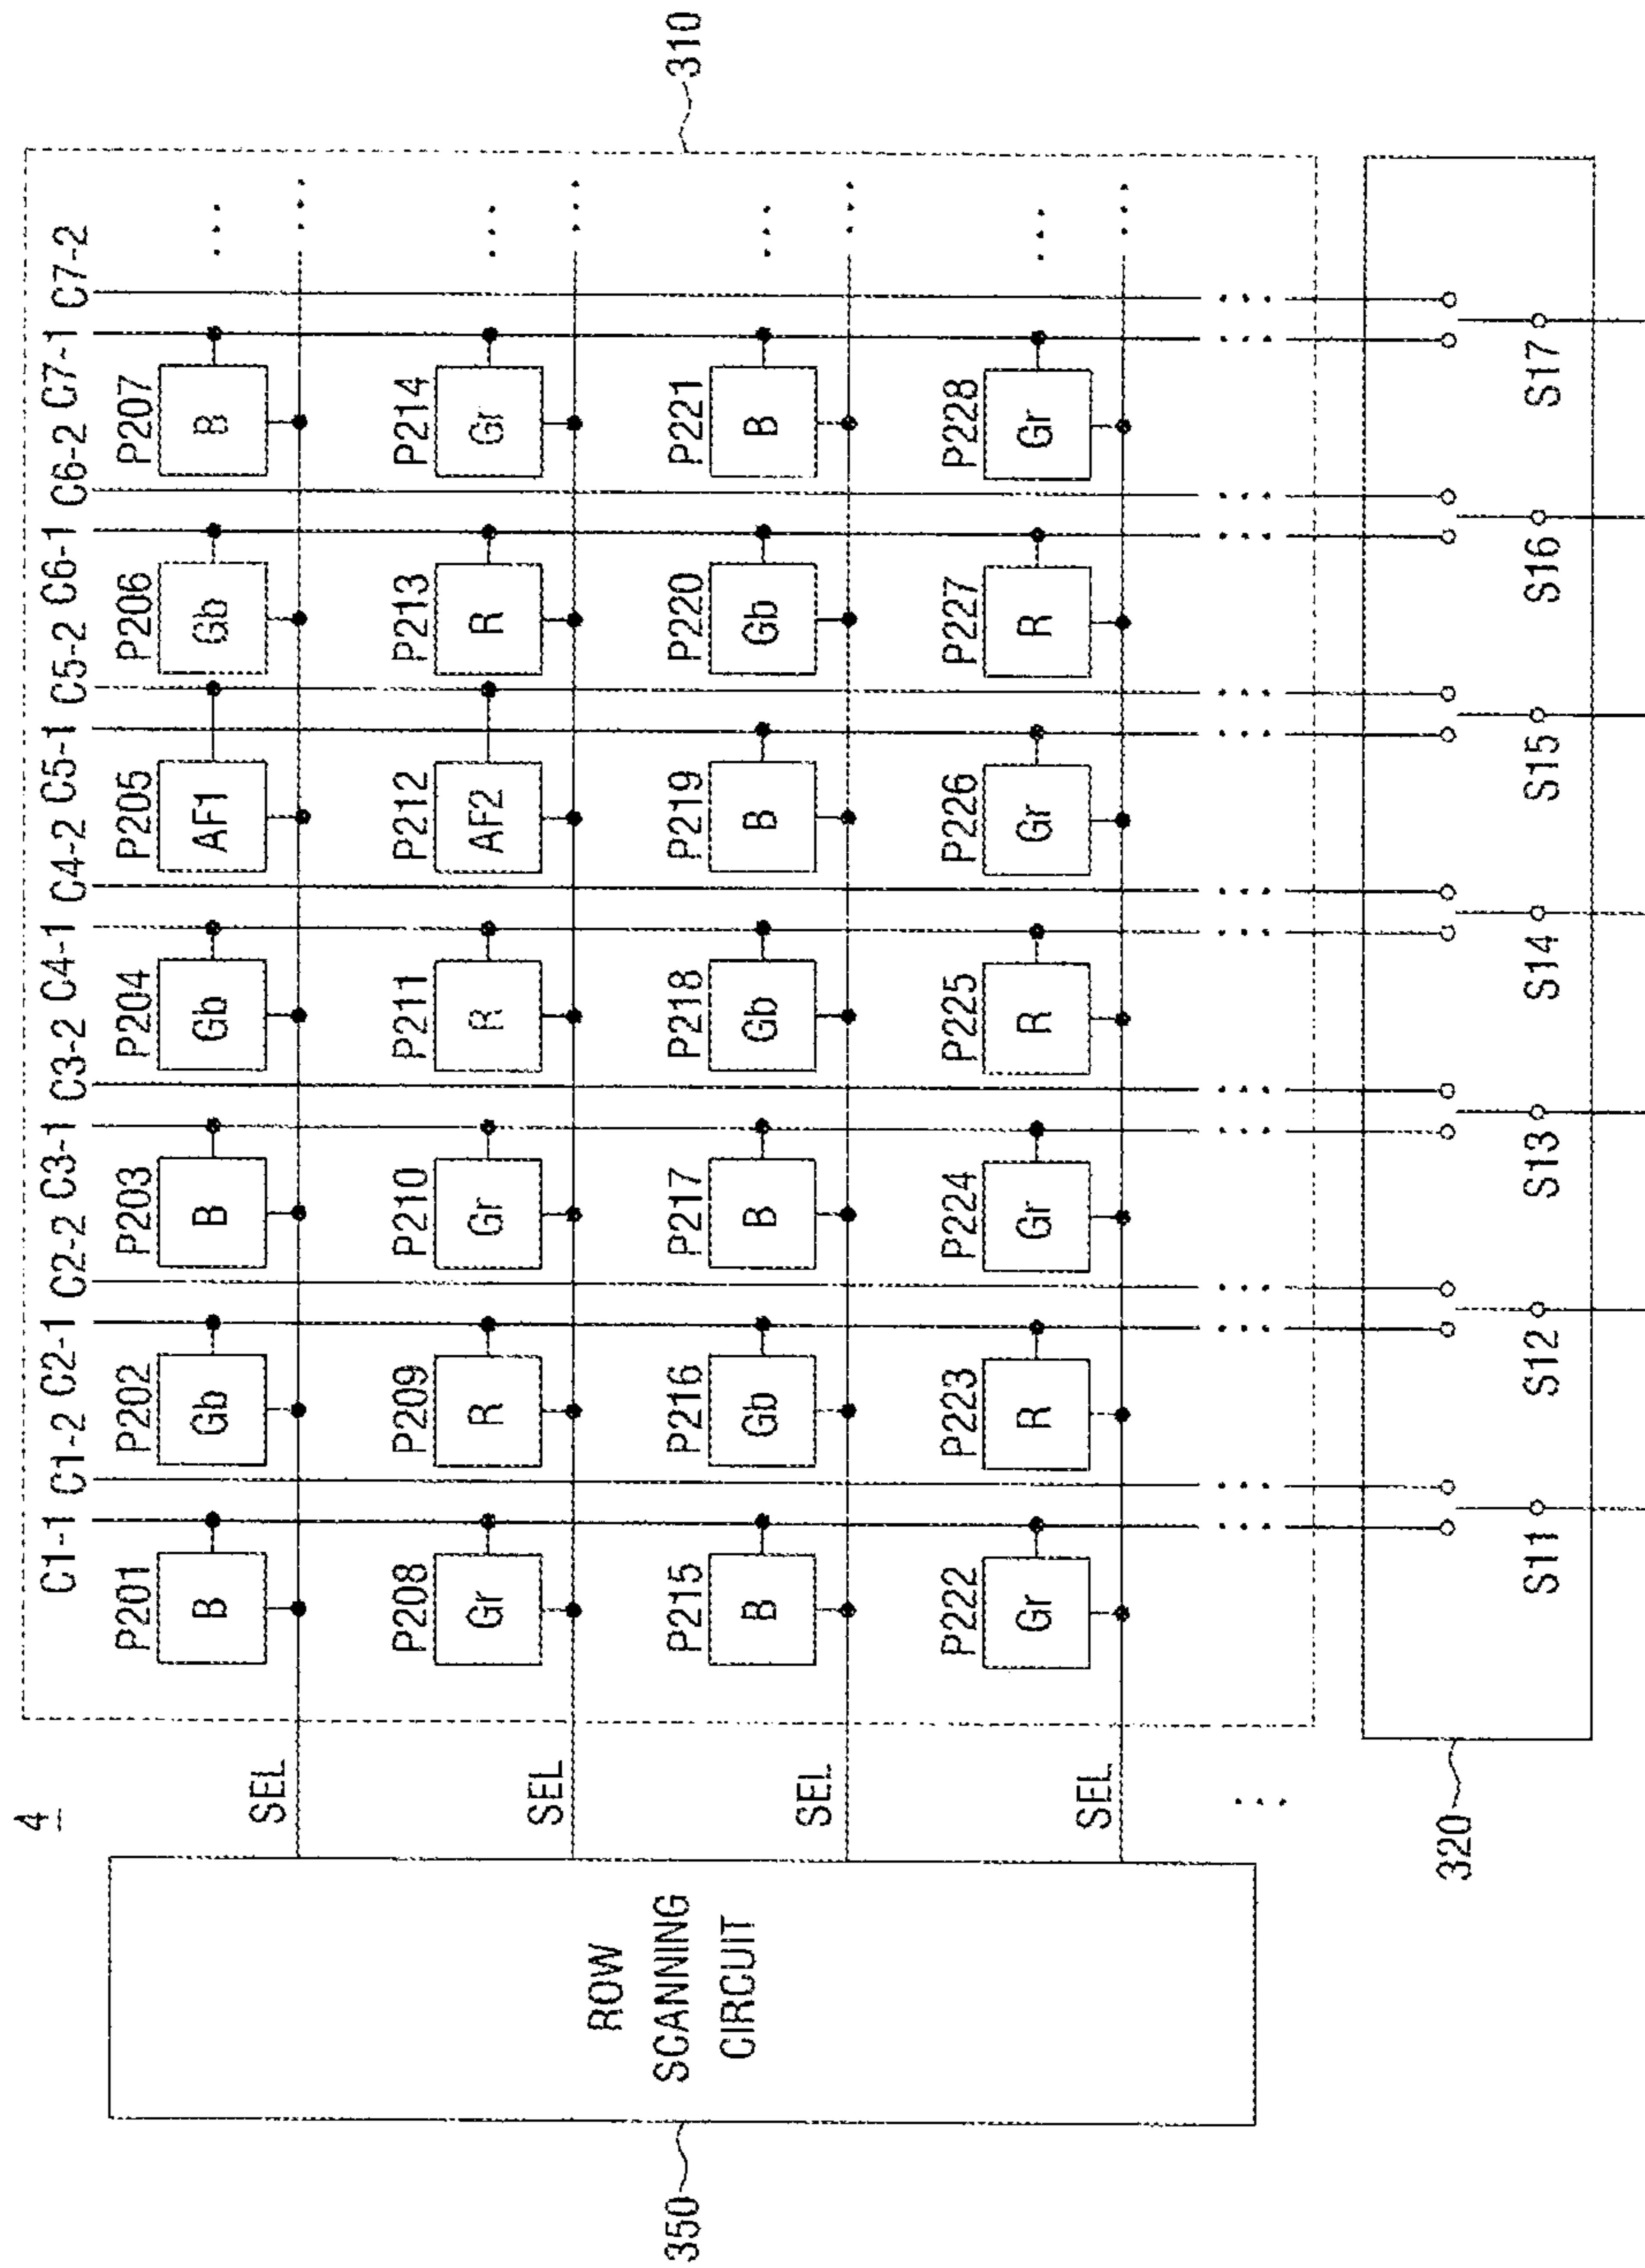 4
C1-1 C1-2 C2-1 C2-2 C3-1 C3-2 C4-1 C4-2 C5-1 C5-2 C6-1 C6-2 C7-1 C7-2
P201 P202 P203 P204 P205 P206 P207
B Gb B Gb AF1 Gb B
SEL
P208 P209 P210 P211 P212 P213 P214
Gr R Gr R AF2 R Gr
SEL
P215 P216 P217 P218 P219 P220 P221
B Gb B Gb B Gb B
SEL
P222 P223 P224 P225 P226 P227 P228
Gr R Gr R Gr R Gr
SEL
ROW
SCANNING
CIRCUIT
350
310
S11 S12 S13 S14 S15 S16 S17
320